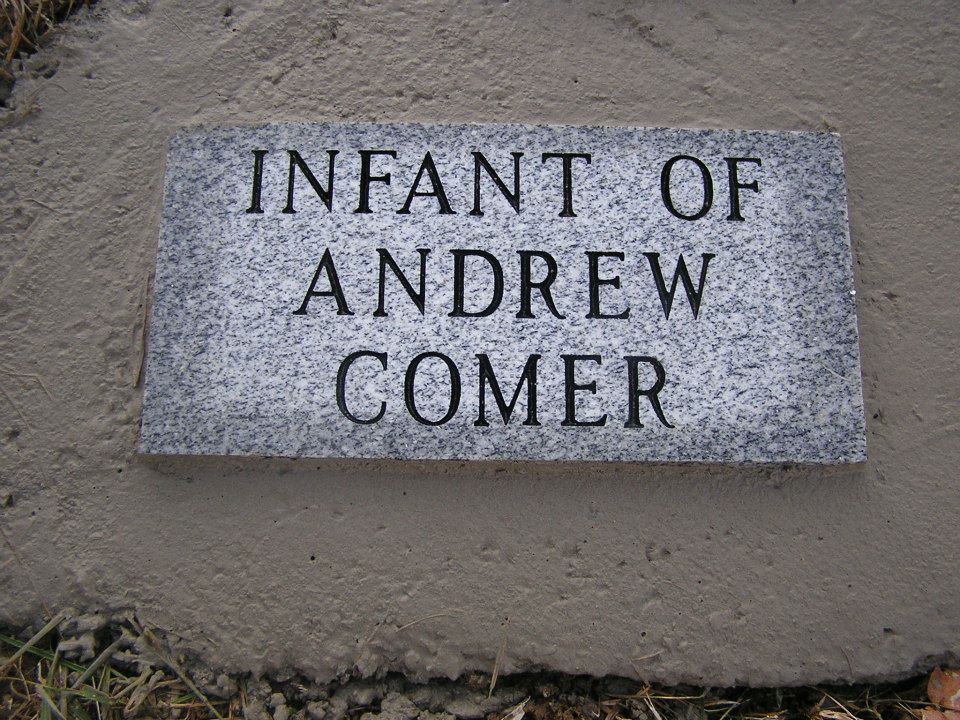 INFANT OF
ANDREW
COMER